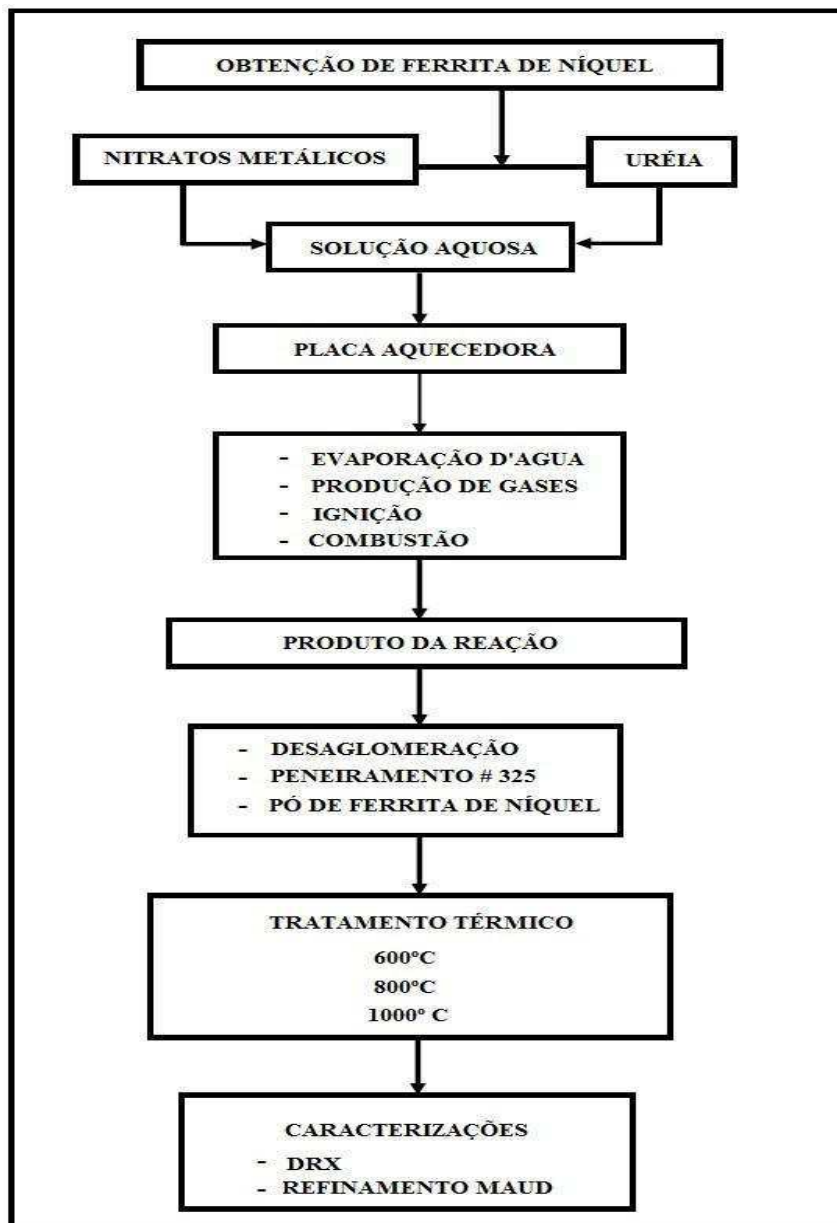 OBTENÇÃO DE FERRITA DE NÍQUEL
NITRATOS METÁLICOS
URÉIA
SOLUÇÃO AQUOSA
PLACA AQUECEDORA
- EVAPORAÇÃO D'AGUA
- PRODUÇÃO DE GASES
- IGNIÇÃO
- COMBUSTÃO
PRODUTO DA REAÇÃO
- DESAGLOMERAÇÃO
- PENEIRAMENTO # 325
- PÓ DE FERRITA DE NÍQUEL
TRATAMENTO TÉRMICO
600ºC
800ºC
1000º C
CARACTERIZAÇÕES
- DRX
- REFINAMENTO MAUD